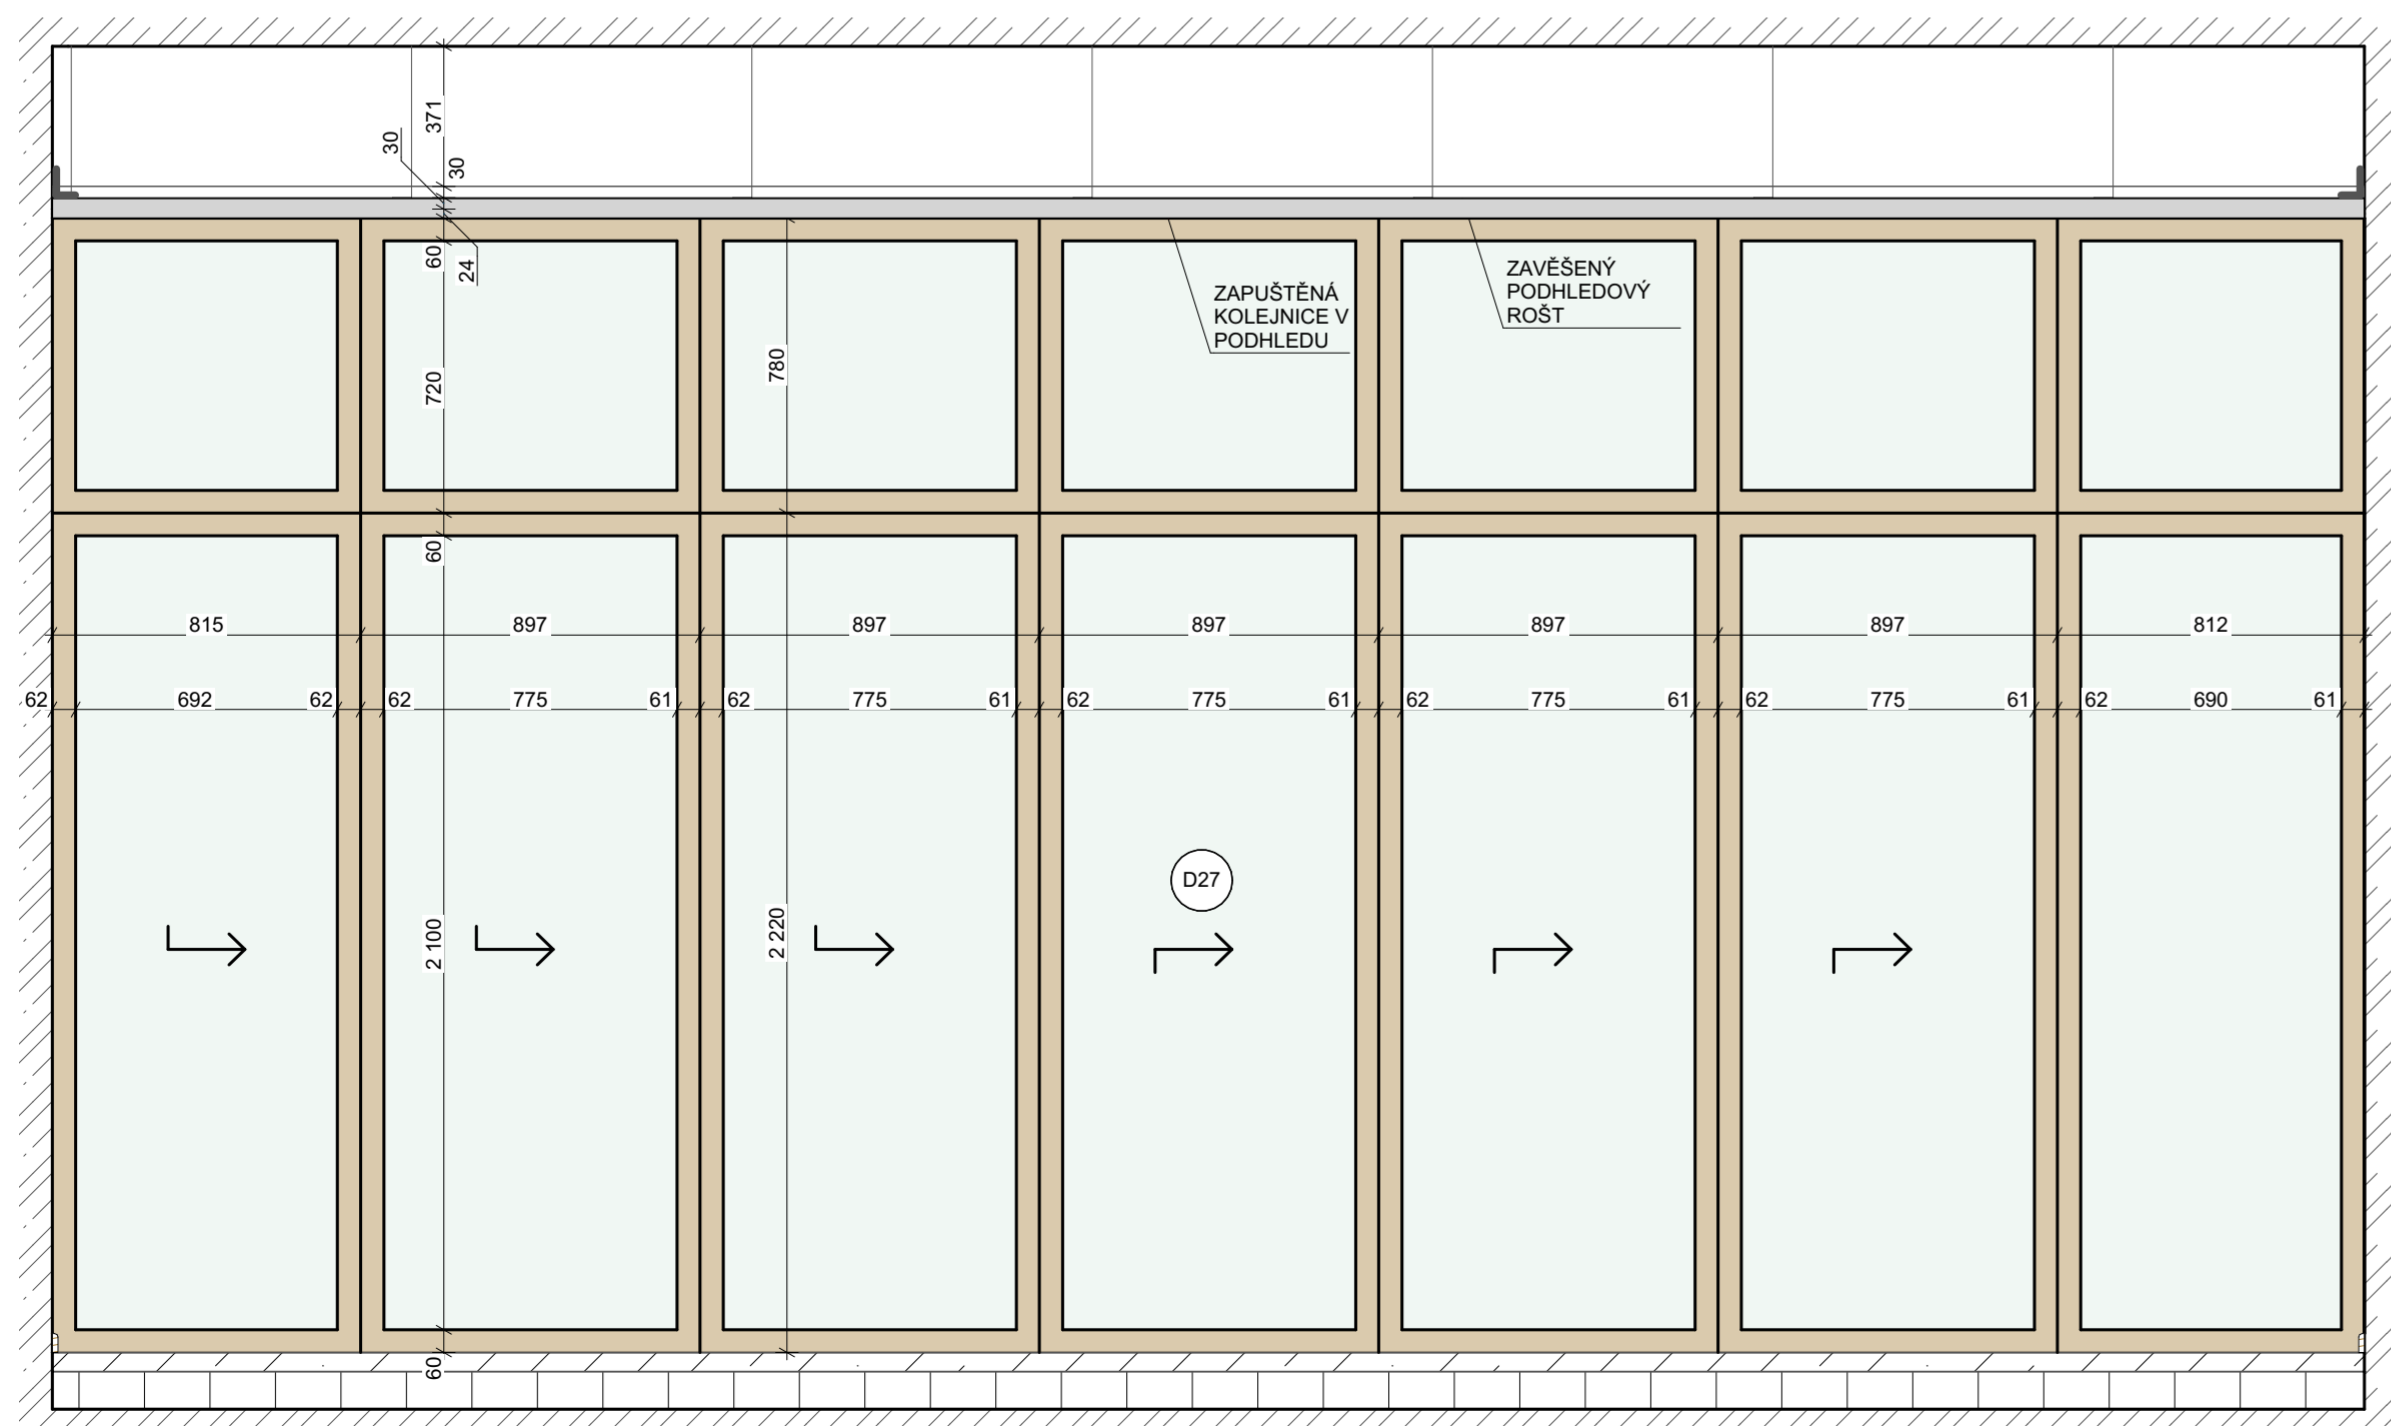 371
30
30
60
24
ZAPUŠTĚNÁ
KOLEJNICE V
PODHLEDU
ZAVĚŠENÝ
PODHLEDOVÝ
ROŠT
720
780
60
815 897 897 897 897 897 812
62 692 62 62 775 61 62 775 61 62 775 61 62 775 61 62 775 61 62 690 61
D27
2 100
2 220
60